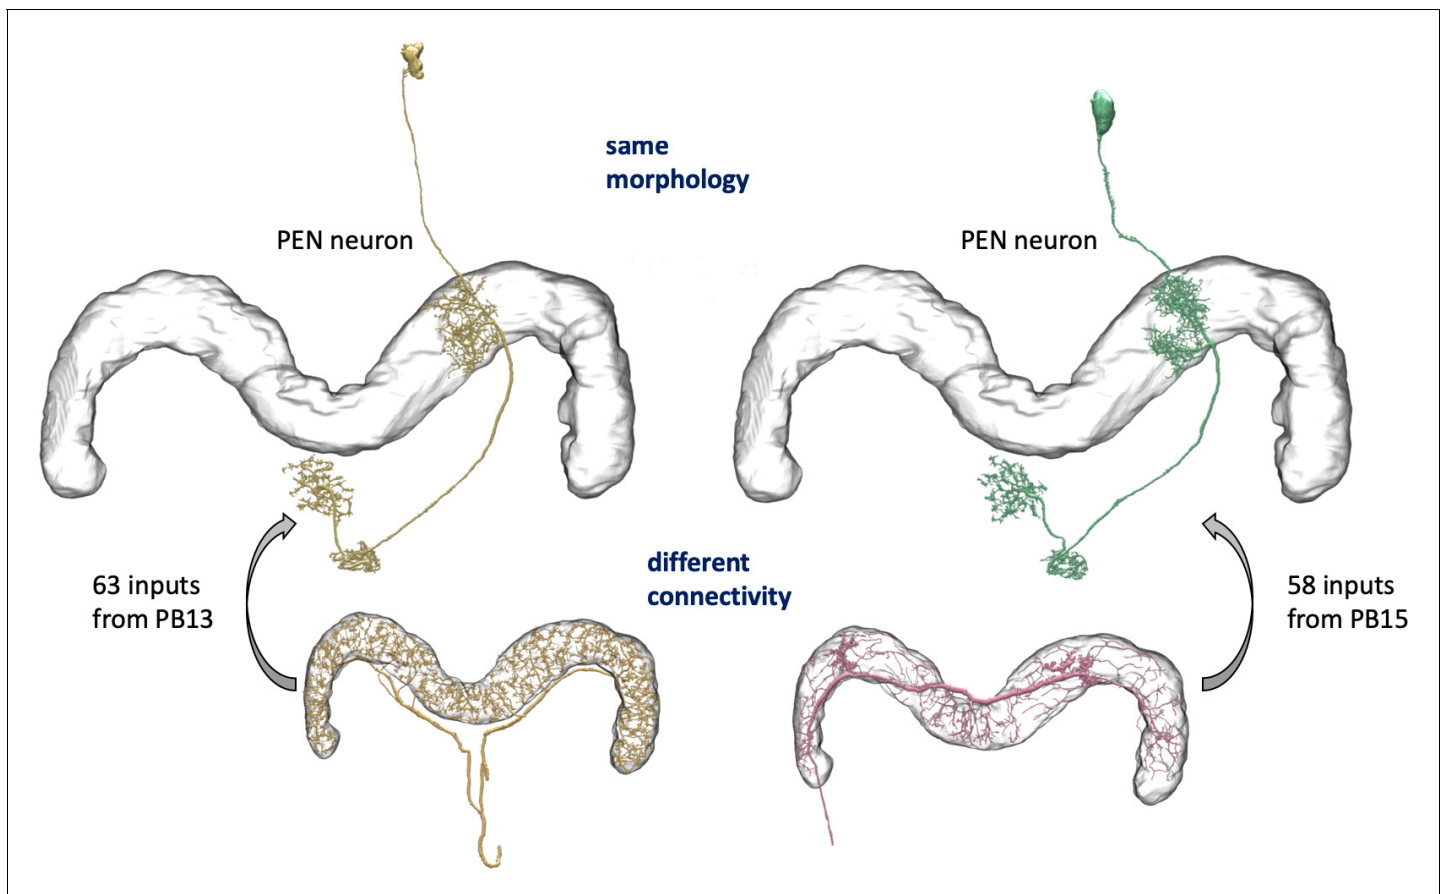 same
morphology
PEN neuron
PEN neuron
different
connectivity
63 inputs
from PB13
58 inputs
from PB15